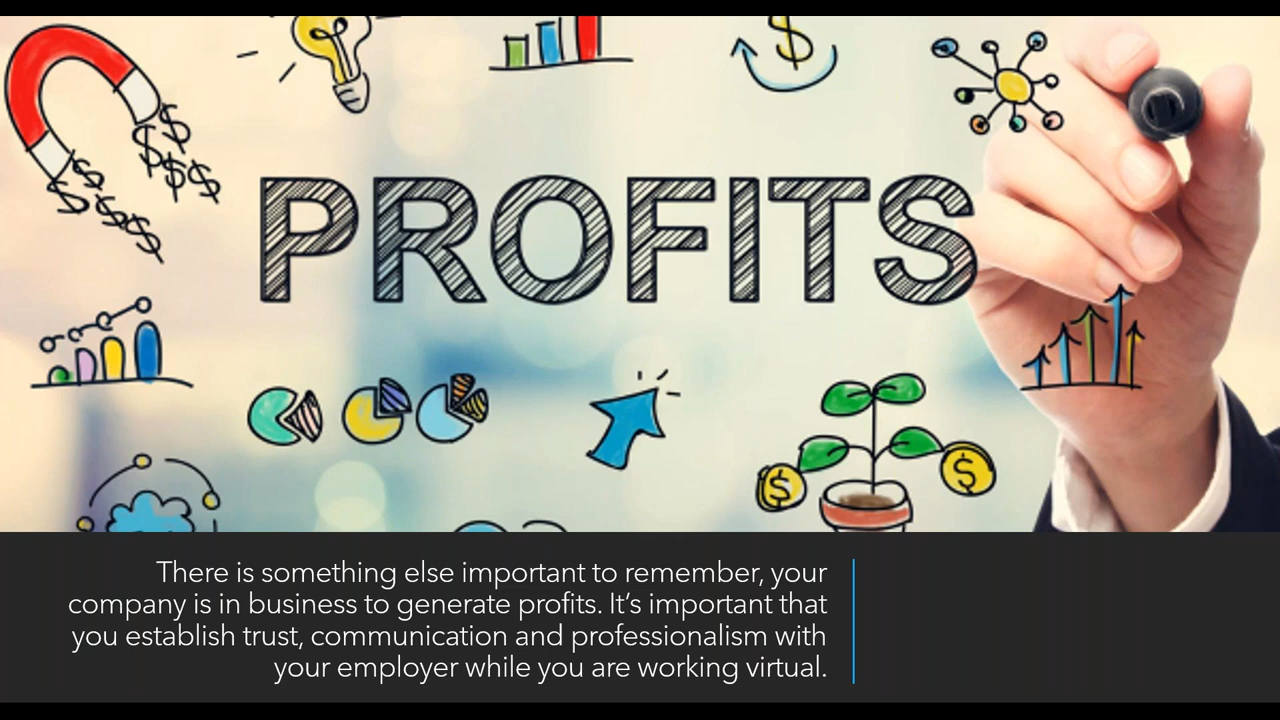 $
$
$
$
$
$
$
$
$
PROFITS
$
$
There is something else important to remember, your
company is in business to generate profits. It’s important that
you establish trust, communication and professionalism with
your employer while you are working virtual.